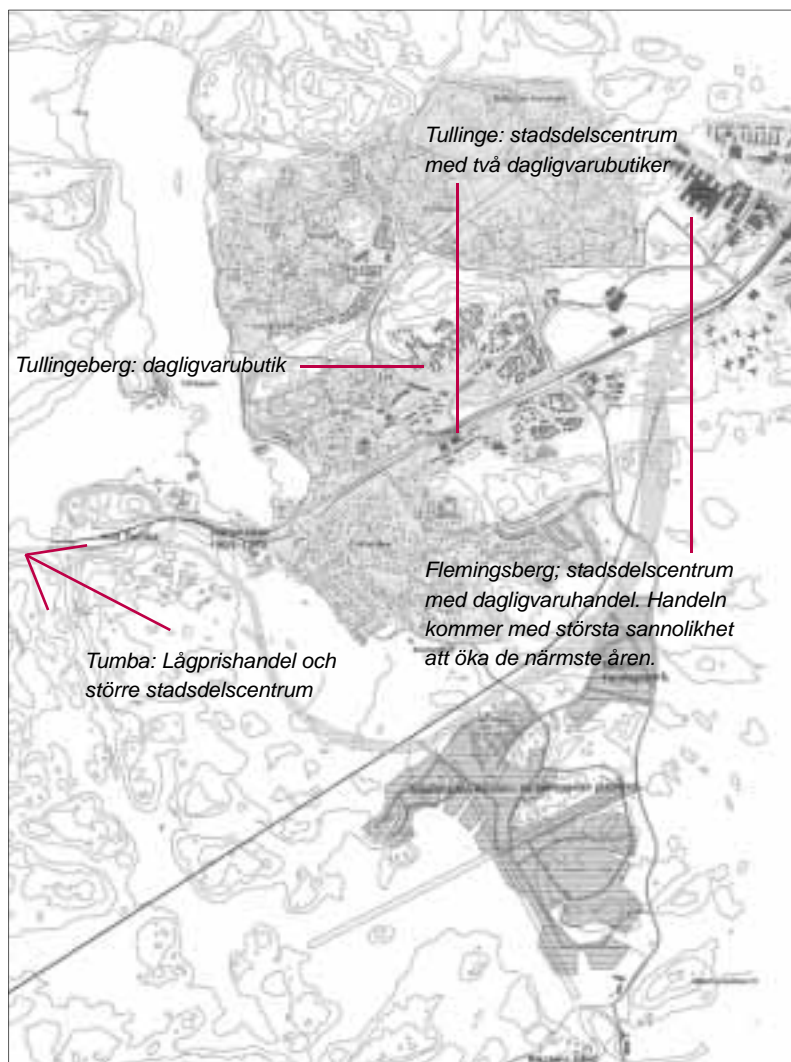 Tullinge: stadsdelscentrum
med två dagligvarubutiker
Tullingeberg: dagligvarubutik
Flemingsberg; stadsdelscentrum
med dagligvaruhandel. Handeln
kommer med största sannolikhet
att öka de närmste åren.
Tumba: Lågprishandel och
större stadsdelscentrum